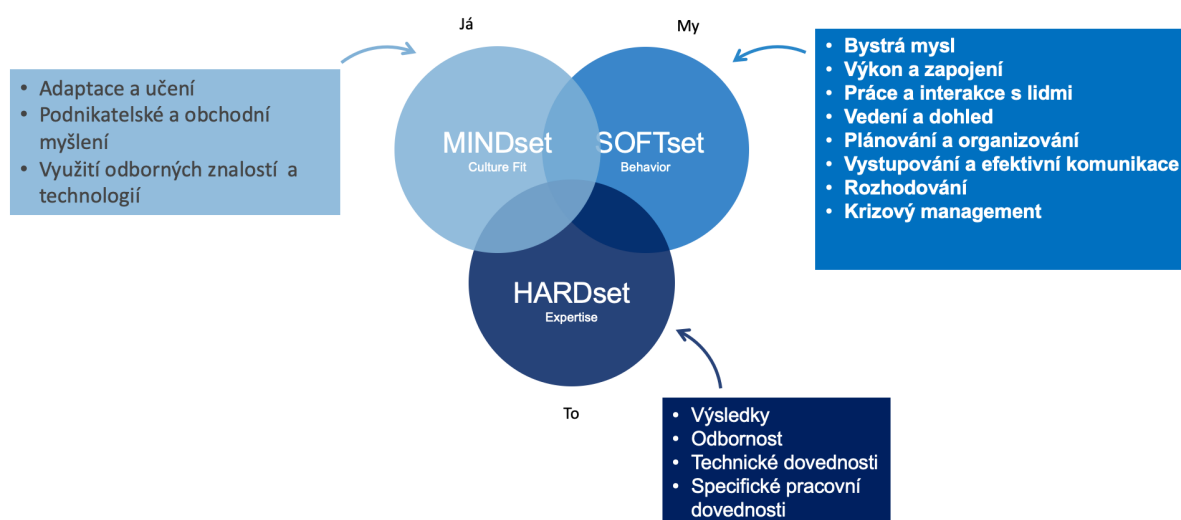 Já
My
• Adaptace a učení
• Podnikatelské a obchodní
myšlení
• Využití odborných znalostí a
technologií
MINDset
Culture Fit
SOFTset
Behavior
• Bystrá mysl
• Výkon a zapojení
• Práce a interakce s lidmi
• Vedení a dohled
• Plánování a organizování
• Vystupování a efektivní komunikace
• Rozhodování
• Krizový management
HARDset
Expertise
To
• Výsledky
• Odbornost
• Technické dovednosti
• Specifické pracovní
dovednosti